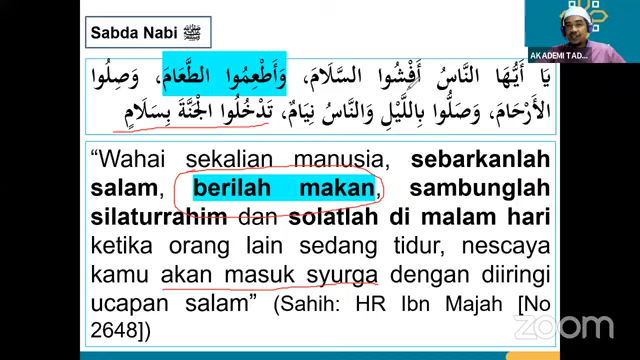 Sabda Nabi ﷺ
AKADEMI TAD...
يَا أَيُّهَا النَّاسُ أَفْشُوا السَّلَامَ، وَأَطْعِمُوا الطَّعَامَ، وَصِلُوا
الأَرْحَامَ، وَصَلُّوا بِاللَّيْلِ وَالنَّاسُ نِيَامٌ، تَدْخُلُوا الْجَنَّةَ بِسَلَامٍ
“Wahai sekalian manusia, sebarkanlah
salam, berilah makan, sambunglah
silaturrahim dan solatlah di malam hari
ketika orang lain sedang tidur, nescaya
kamu akan masuk syurga dengan diiringi
ucapan salam” (Sahih: HR Ibn Majah [No
2648])
zoom